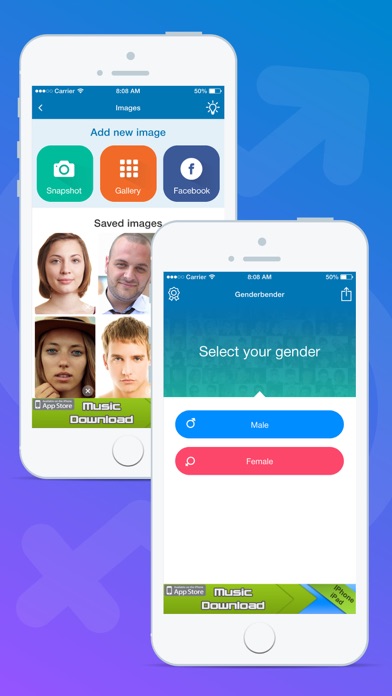 Carrier 8:08 AM 50%
Images
Add new image
Snapshot
Gallery
Facebook
Saved images
App Store
Music
Download
Carrier 8:08 AM 50%
Genderbender
Select your gender
Male
Female
App Store
Music
Download
iPhone
iPad